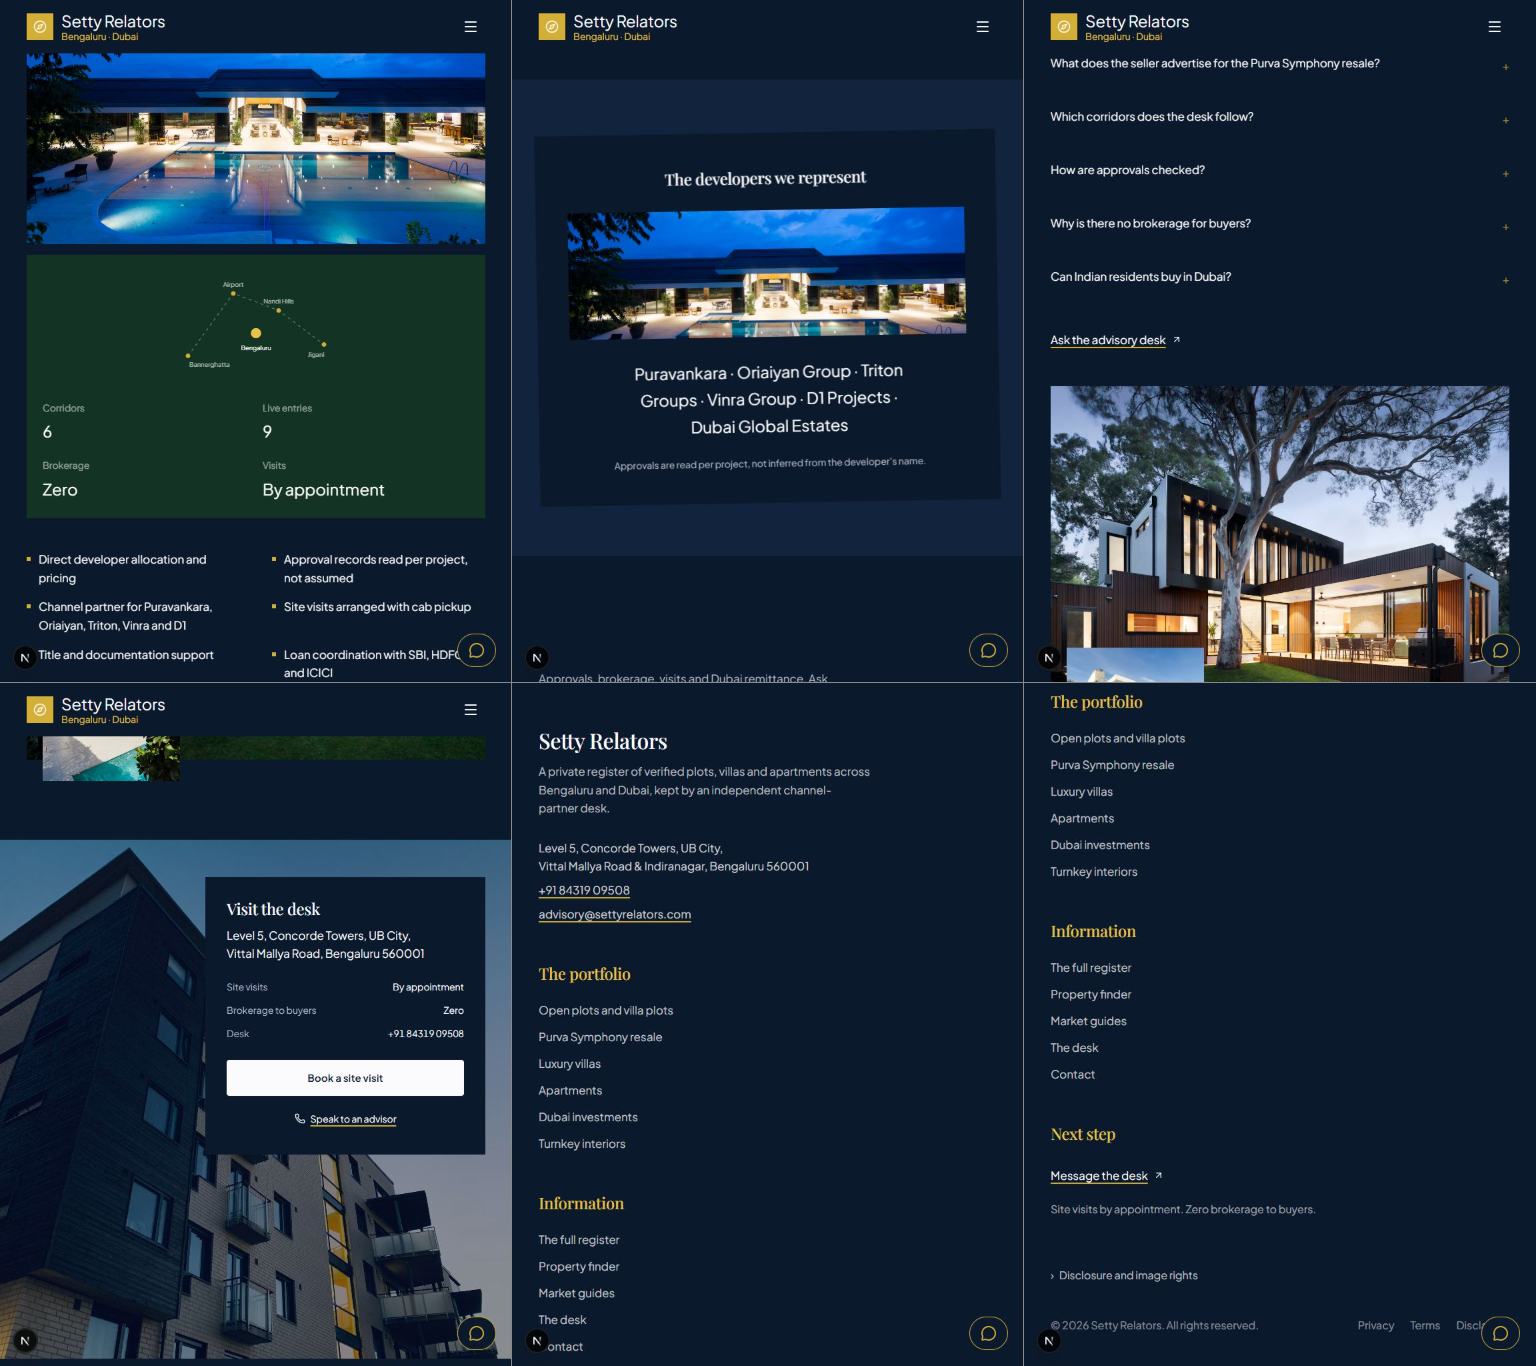 Setty Relators
Bengaluru · Dubai
Airport
Nandi Hills
Bengaluru
Jigani
Bannerghatta
Corridors
6
Live entries
9
Brokerage
Zero
Visits
By appointment
Direct developer allocation and
pricing
Approval records read per project,
not assumed
Channel partner for Puravankara,
Oriaiyan, Triton, Vinra and D1
Site visits arranged with cab pickup
Title and documentation support
Loan coordination with SBI, HDFC
and ICICI
N
Setty Relators
Bengaluru · Dubai
The developers we represent
Puravankara · Oriaiyan Group · Triton
Groups · Vinra Group · D1 Projects ·
Dubai Global Estates
Approvals are read per project, not inferred from the developer's name.
Approvals, brokerage, visits and Dubai remittance. Ask
N
Setty Relators
Bengaluru · Dubai
What does the seller advertise for the Purva Symphony resale?
+
Which corridors does the desk follow?
+
How are approvals checked?
+
Why is there no brokerage for buyers?
+
Can Indian residents buy in Dubai?
+
Ask the advisory desk
N
Setty Relators
Bengaluru · Dubai
Visit the desk
Level 5, Concorde Towers, UB City,
Vittal Mallya Road, Bengaluru 560001
Site visits By appointment
Brokerage to buyers Zero
Desk +91 84319 09508
Book a site visit
Speak to an advisor
N
Setty Relators
A private register of verified plots, villas and apartments across
Bengaluru and Dubai, kept by an independent channel-
partner desk.
Level 5, Concorde Towers, UB City,
Vittal Mallya Road & Indiranagar, Bengaluru 560001
+91 84319 09508
advisory@settyrelators.com
The portfolio
Open plots and villa plots
Purva Symphony resale
Luxury villas
Apartments
Dubai investments
Turnkey interiors
Information
The full register
Property finder
Market guides
The desk
ontact
N
The portfolio
Open plots and villa plots
Purva Symphony resale
Luxury villas
Apartments
Dubai investments
Turnkey interiors
Information
The full register
Property finder
Market guides
The desk
Contact
Next step
Message the desk
Site visits by appointment. Zero brokerage to buyers.
› Disclosure and image rights
© 2026 Setty Relators. All rights reserved.
Privacy Terms Discl
N